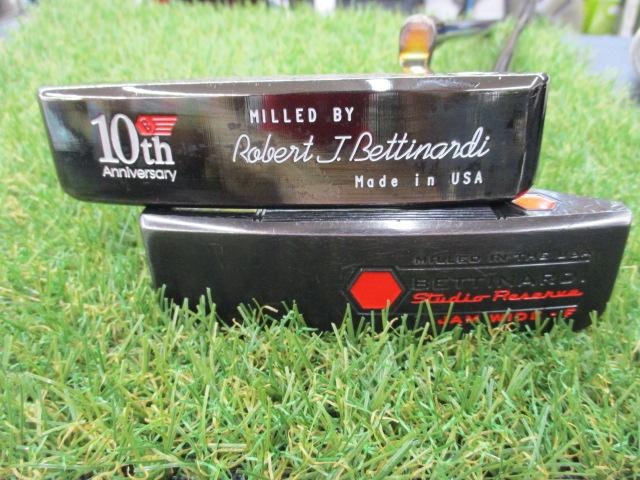 10th
Anniversary
MILLED BY
Robert J. Bettinardi
Made in USA
MILLED IN THE USA
BETTINARDI
Studio Reserve